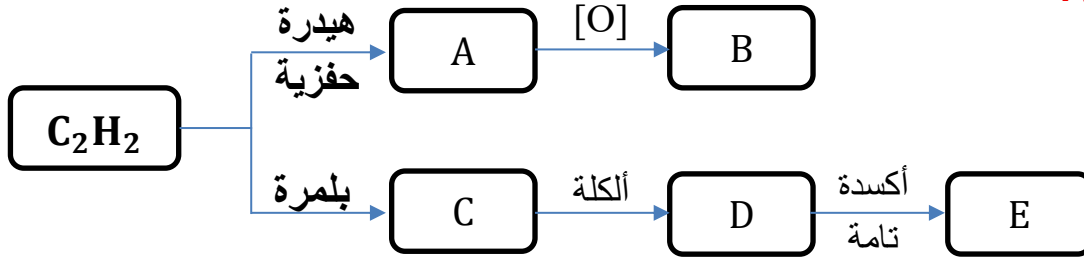 هيدرة
حفزية
A
[O]
B
C₂H₂
بلمرة
C
ألكلة
D
أكسدة
تامة
E